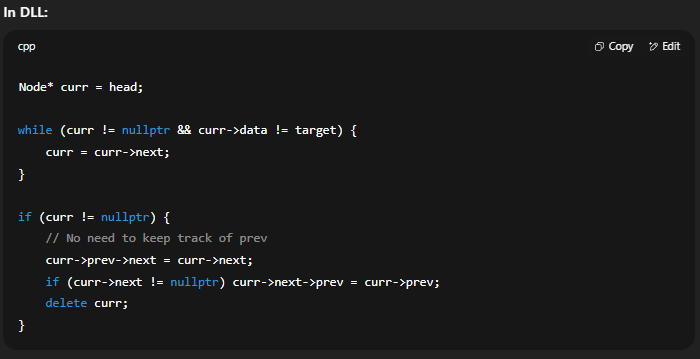 In DLL:
cpp
Copy Edit
Node* curr = head;
while (curr != nullptr && curr->data != target) {
    curr = curr->next;
}
if (curr != nullptr) {
    // No need to keep track of prev
    curr->prev->next = curr->next;
    if (curr->next != nullptr) curr->next->prev = curr->prev;
    delete curr;
}